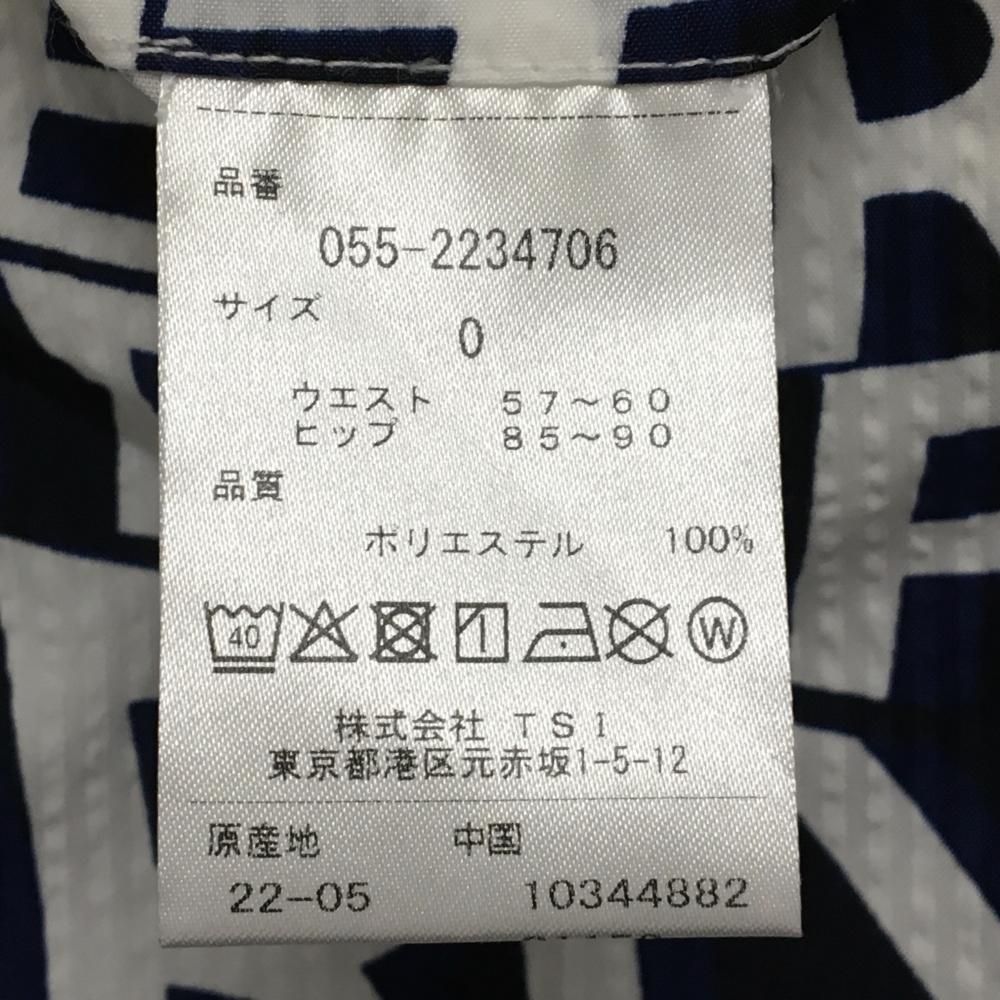 品番
055-2234706
サイズ
0
ウエスト 57～60
ヒップ 85～90
品質
ポリエステル 100%
40 W
株式会社 TSI
東京都港区元赤坂1-5-12
原産地 中国
22-05 10344882